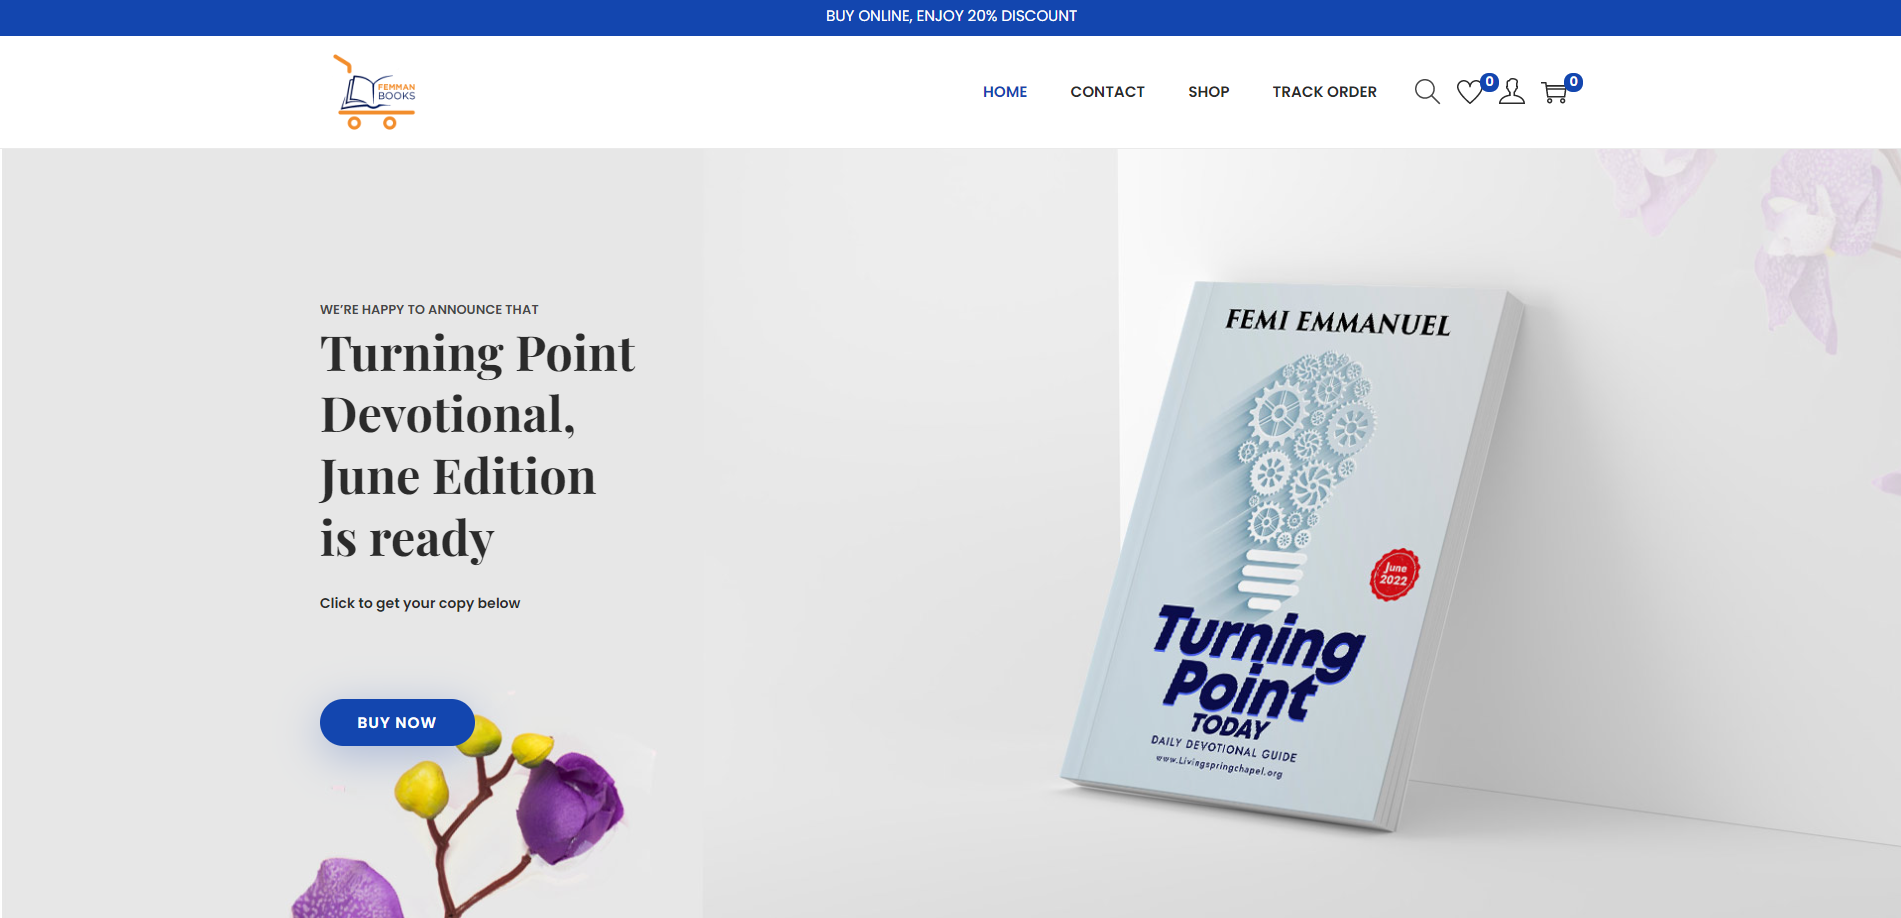 BUY ONLINE, ENJOY 20% DISCOUNT
FEMMAN
BOOKS
HOME
CONTACT
SHOP
TRACK ORDER
0
0
WE’RE HAPPY TO ANNOUNCE THAT
Turning Point
Devotional,
June Edition
is ready
Click to get your copy below
BUY NOW
FEMI EMMANUEL
June
2022
Turning
Point
TODAY
DAILY DEVOTIONAL GUIDE
www.Livingspringchapel.org